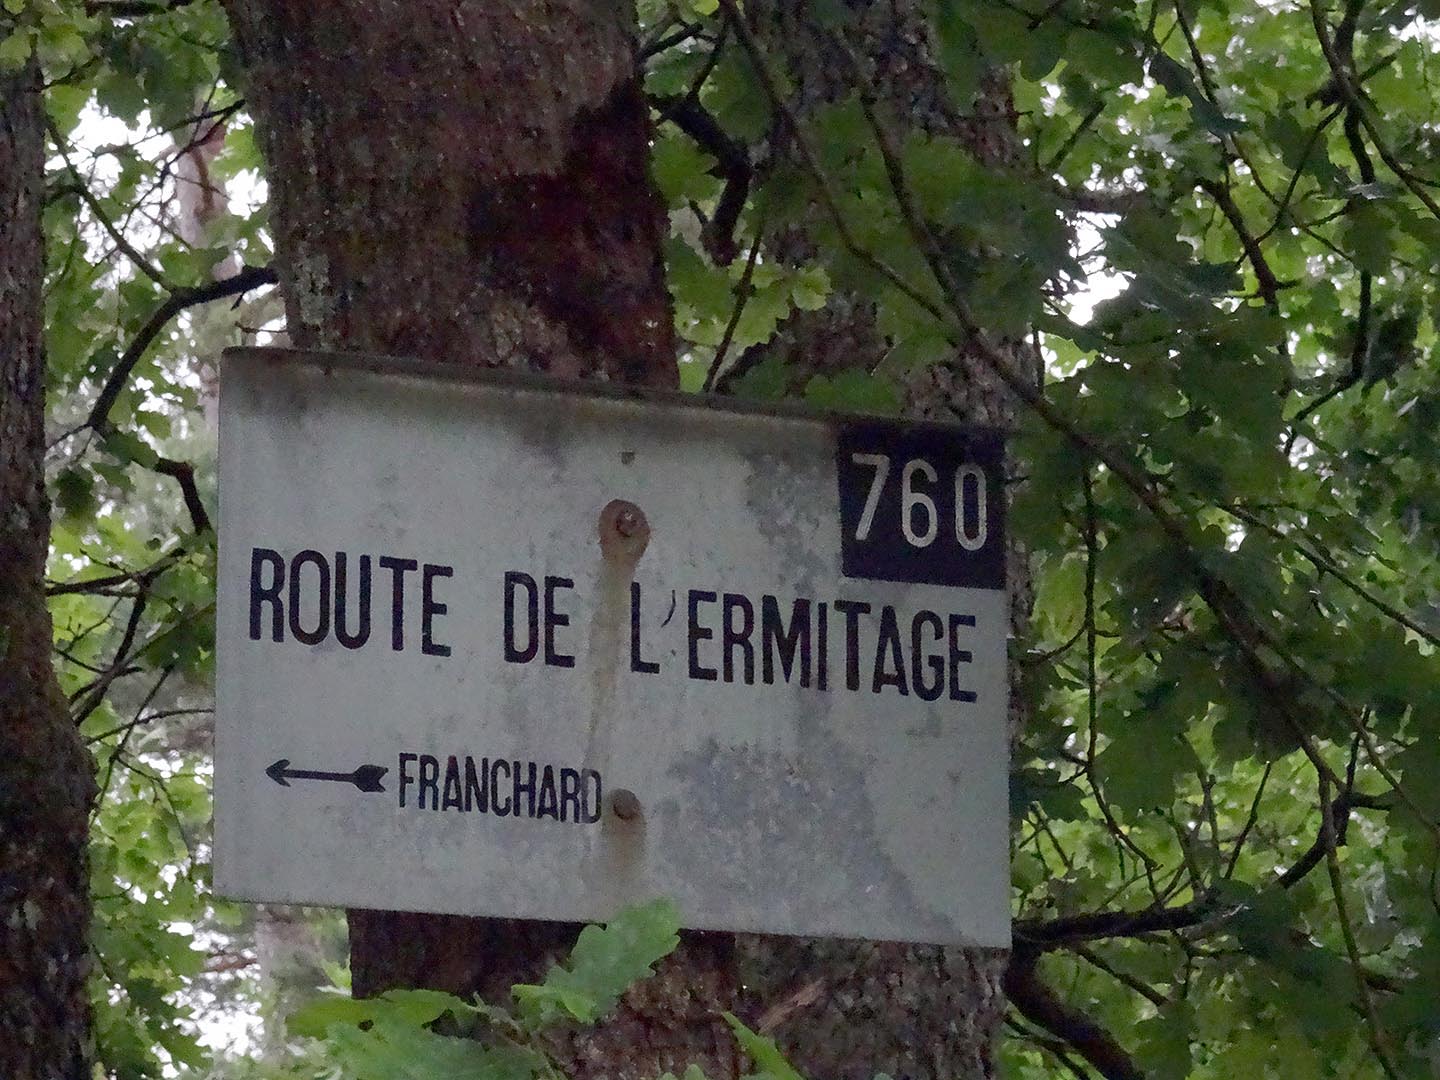 760
ROUTE DE L'ERMITAGE
FRANCHARD